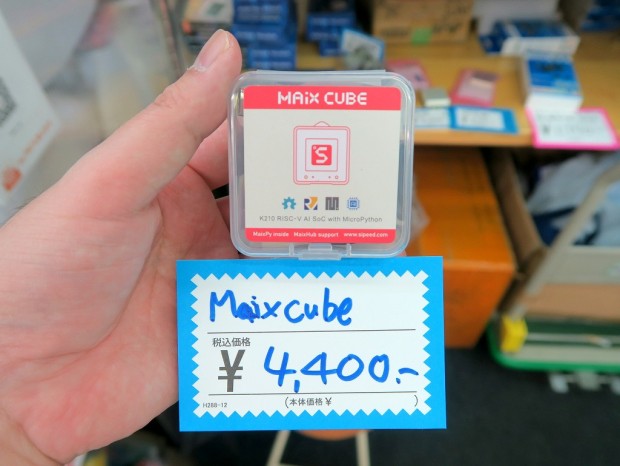 MAiX CUBE
S
K210 RISC-V AI SoC with MicroPython
MaixPy inside MaixHub support www.sipeed.com
Maixcube
税込価格
¥ 4,400.-
H25S-12 (本体価格¥ )